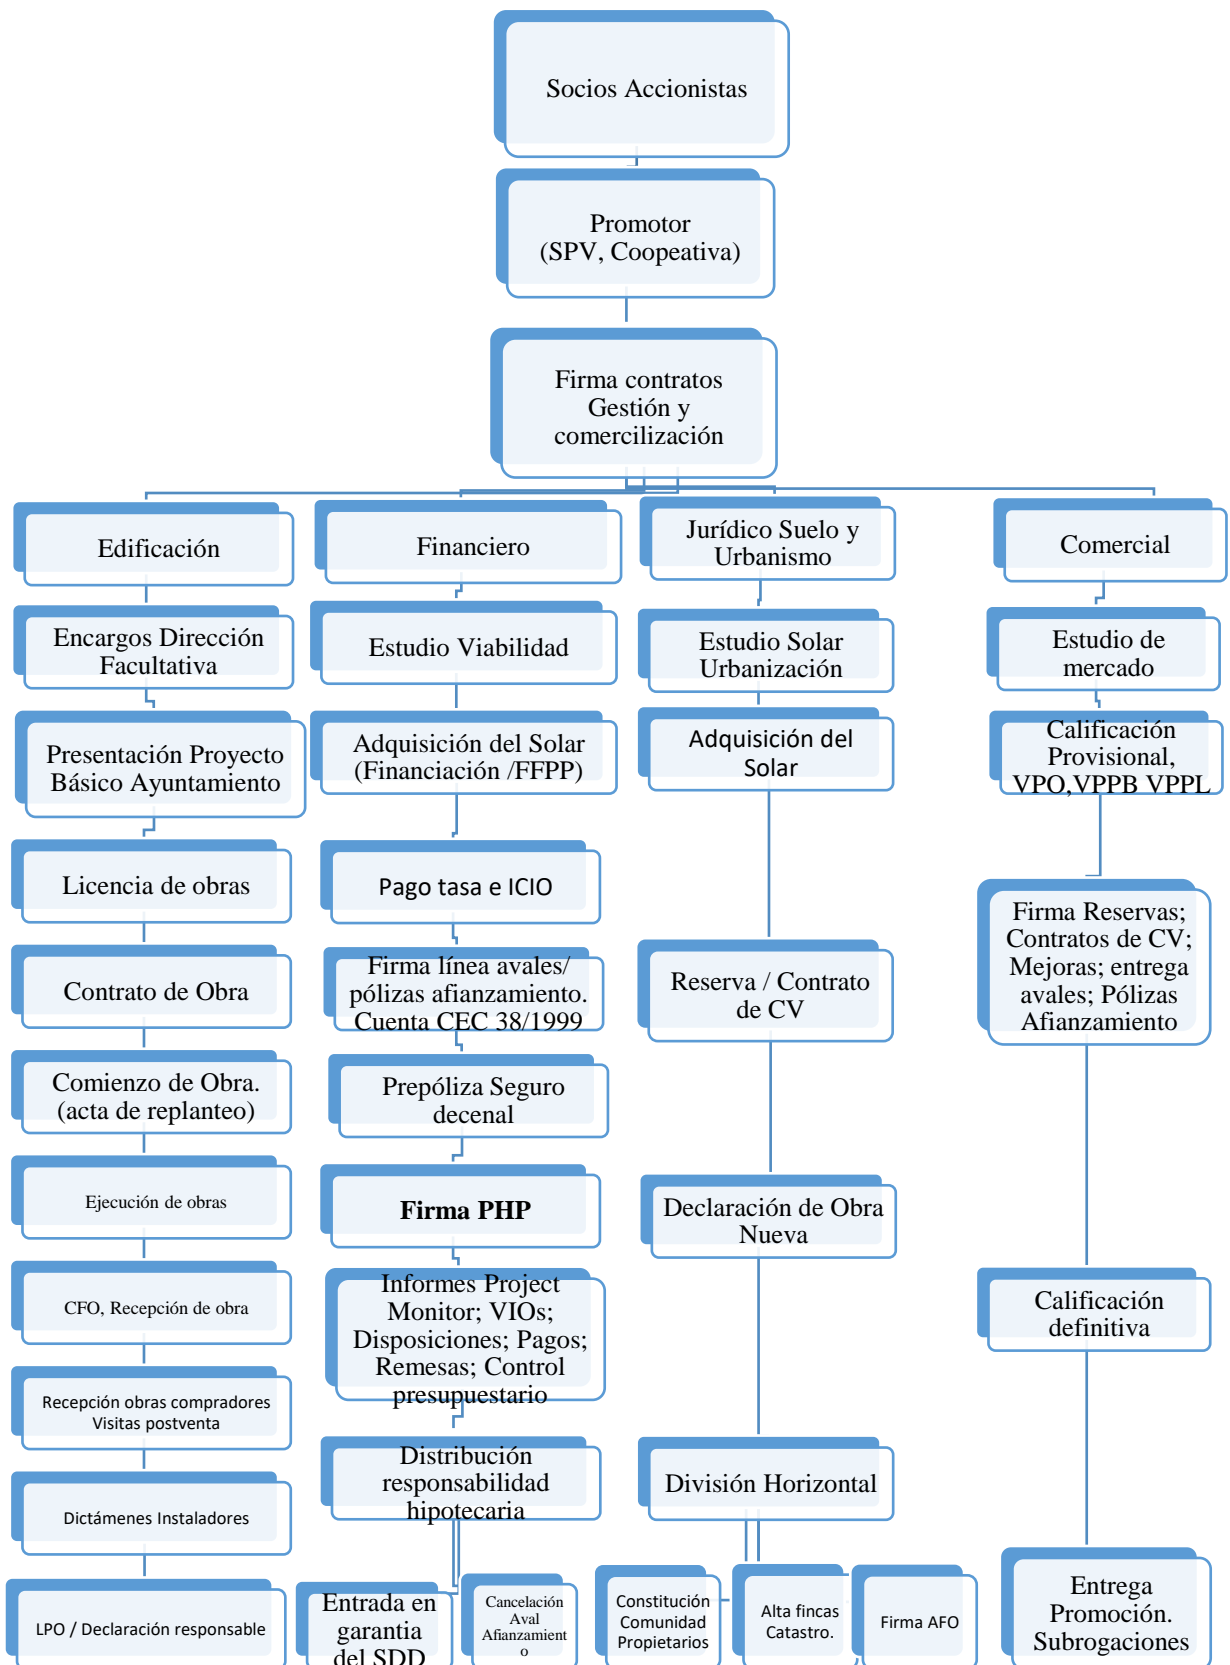 Socios Accionistas
Promotor
(SPV, Coopeativa)
Firma contratos
Gestión y
comercilización
Edificación
Encargos Dirección
Facultativa
Presentación Proyecto
Básico Ayuntamiento
Licencia de obras
Contrato de Obra
Comienzo de Obra.
(acta de replanteo)
Ejecución de obras
CFO, Recepción de obra
Recepción obras compradores
Visitas postventa
Dictámenes Instaladores
LPO / Declaración responsable
Financiero
Estudio Viabilidad
Adquisición del Solar
(Financiación /FFPP)
Pago tasa e ICIO
Firma línea avales/
pólizas afianzamiento.
Cuenta CEC 38/1999
Prepóliza Seguro
decenal
Firma PHP
Informes Project
Monitor; VIOs;
Disposiciones; Pagos;
Remesas; Control
presupuestario
Distribución
responsabilidad
hipotecaria
Entrada en
garantia
del SDD
Cancelación
Aval
Afianzamient
o
Jurídico Suelo y
Urbanismo
Estudio Solar
Urbanización
Adquisición del
Solar
Reserva / Contrato
de CV
Declaración de Obra
Nueva
División Horizontal
Constitución
Comunidad
Propietarios
Alta fincas
Catastro.
Firma AFO
Comercial
Estudio de
mercado
Calificación
Provisional,
VPO,VPPB VPPL
Firma Reservas;
Contratos de CV;
Mejoras; entrega
avales; Pólizas
Afianzamiento
Calificación
definitiva
Entrega
Promoción.
Subrogaciones